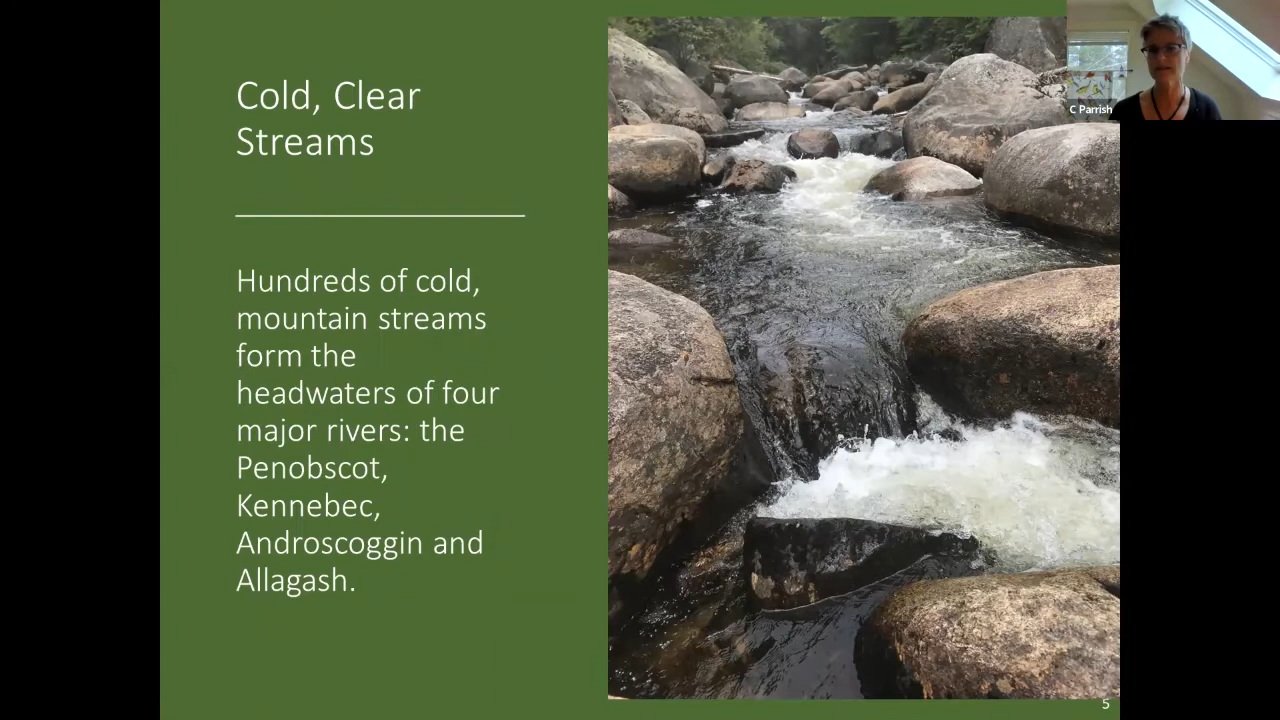 Cold, Clear
Streams
Hundreds of cold,
mountain streams
form the
headwaters of four
major rivers: the
Penobscot,
Kennebec,
Androscoggin and
Allagash.
C Parrish
5